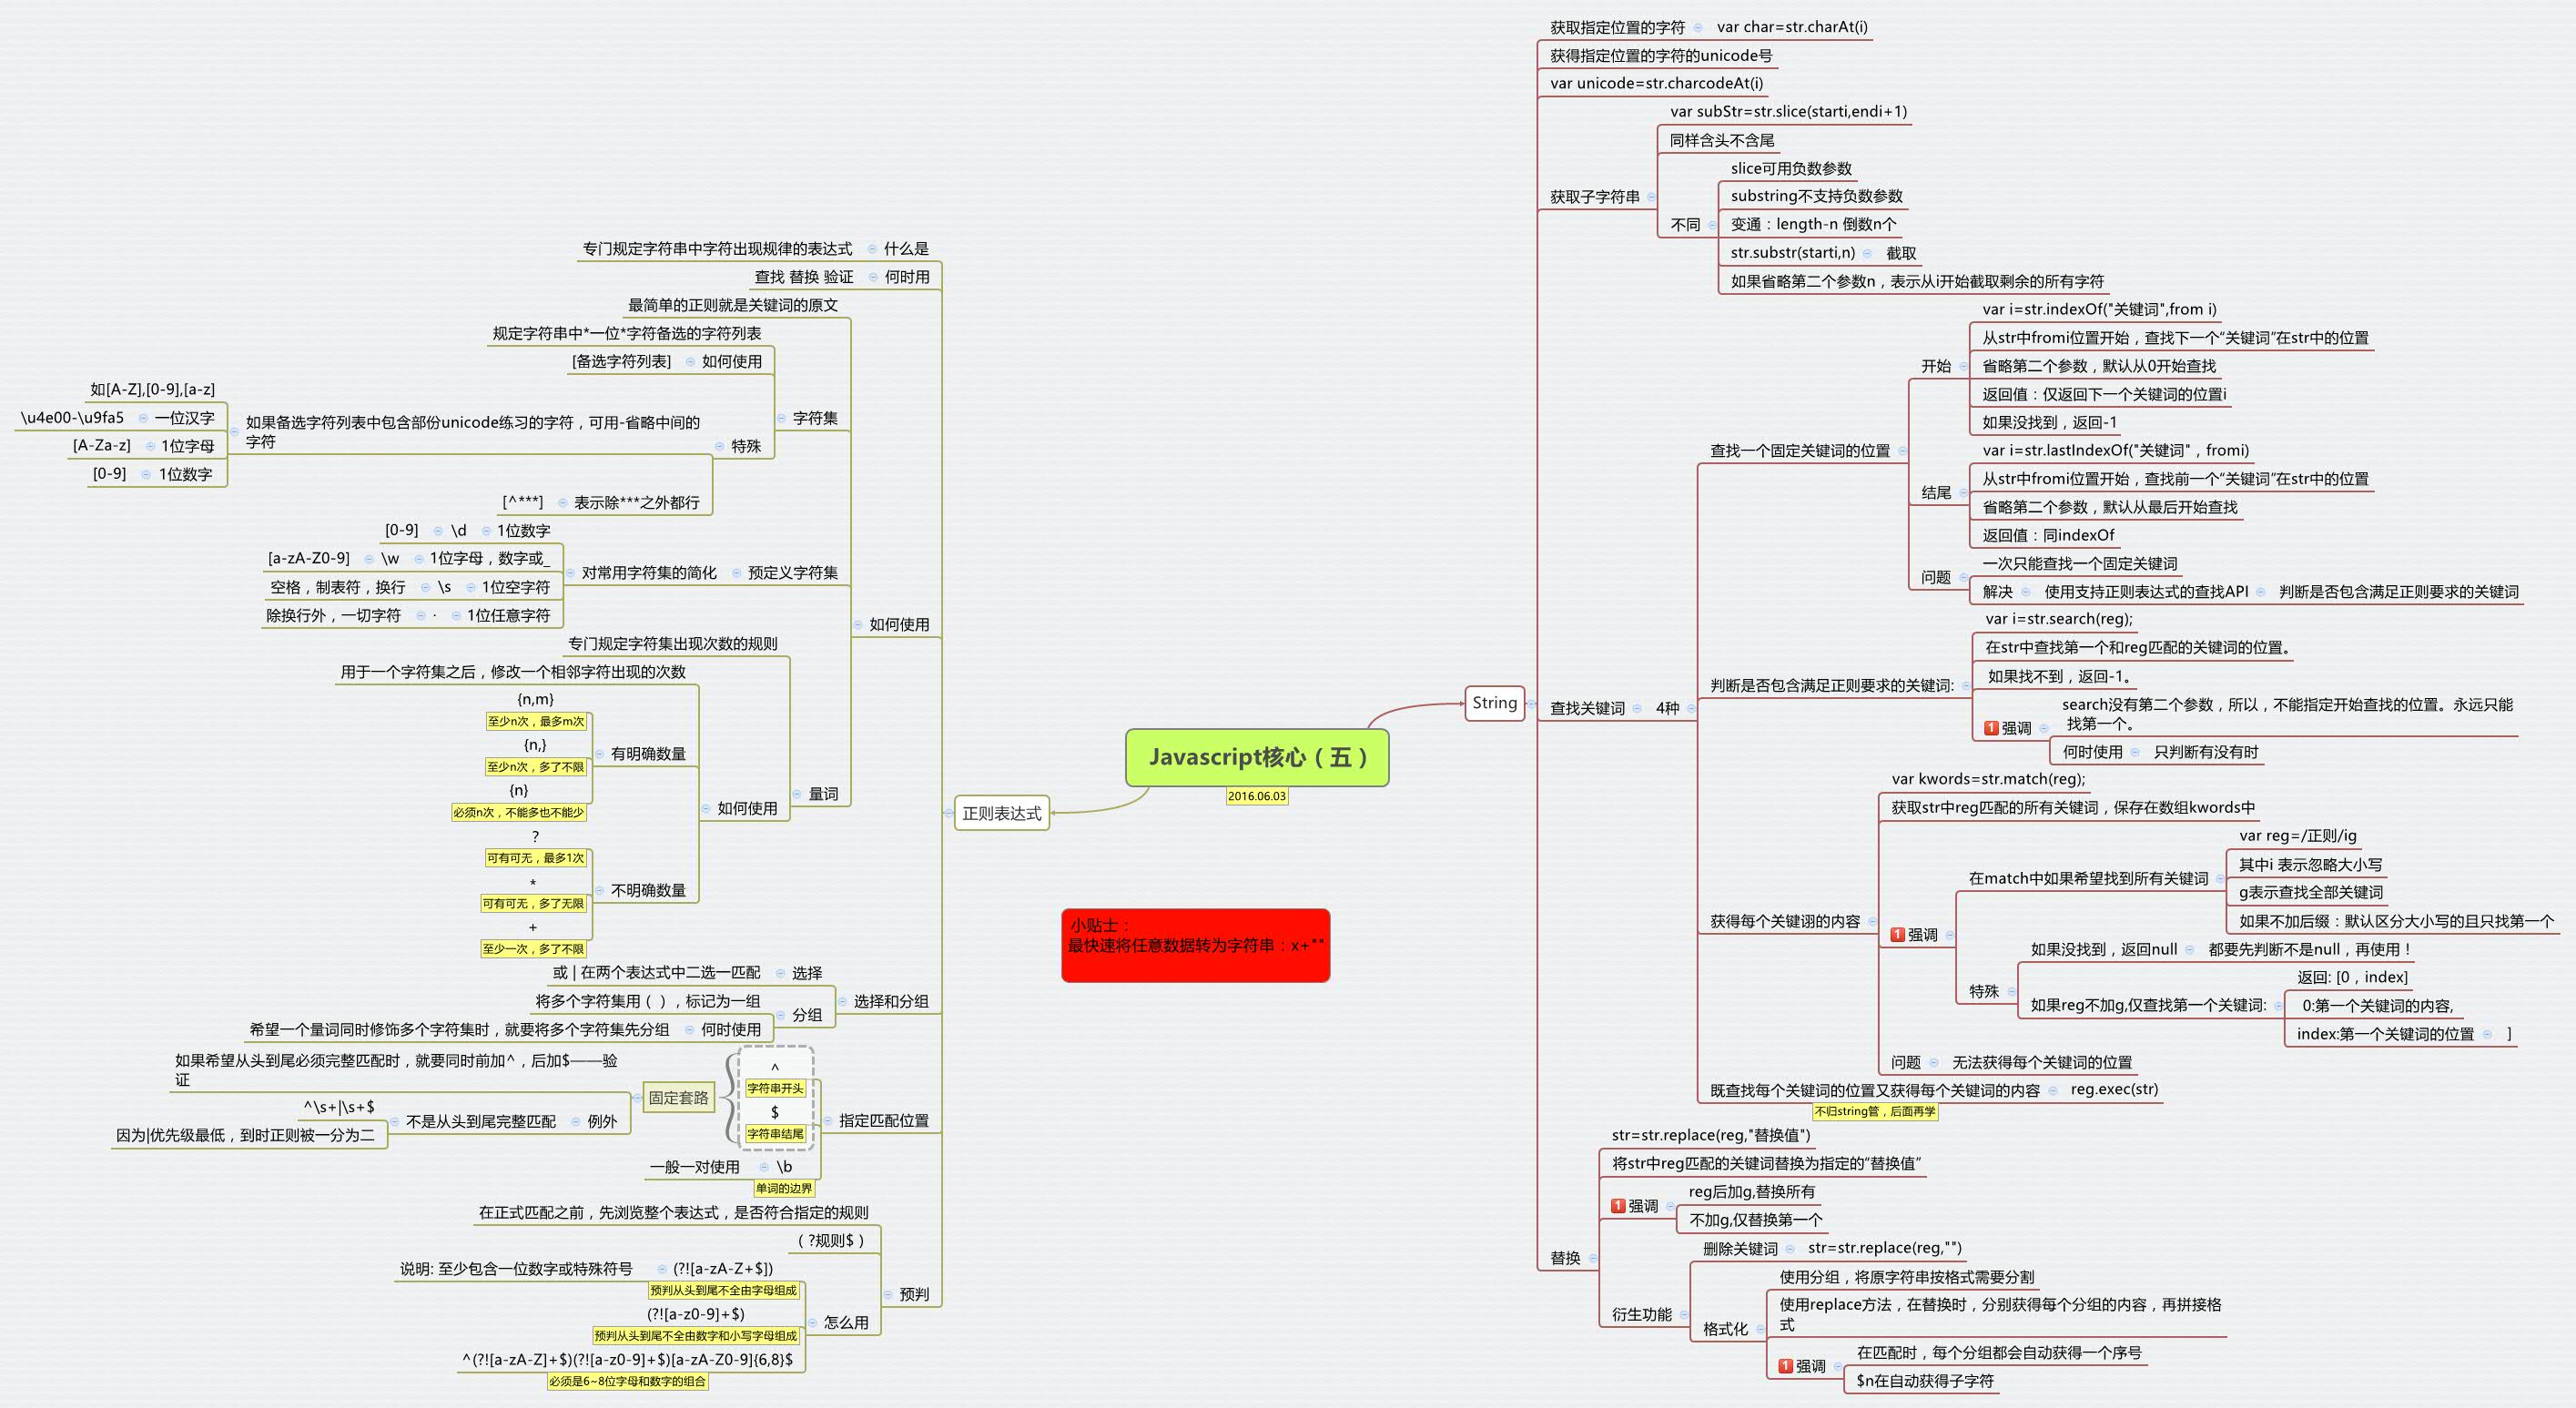 Javascript核心（五）
2016.06.03
小贴士：
最快速将任意数据转为字符串：x+""
String
获取指定位置的字符
var char=str.charAt(i)
获得指定位置的字符的unicode号
var unicode=str.charcodeAt(i)
获取子字符串
var subStr=str.slice(starti,endi+1)
同样含头不含尾
不同
slice可用负数参数
substring不支持负数参数
变通：length-n 倒数n个
str.substr(starti,n)
截取
如果省略第二个参数n，表示从i开始截取剩余的所有字符
查找关键词
4种
查找一个固定关键词的位置
开始
var i=str.indexOf("关键词",from i)
从str中fromi位置开始，查找下一个“关键词”在str中的位置
省略第二个参数，默认从0开始查找
返回值：仅返回下一个关键词的位置i
如果没找到，返回-1
结尾
var i=str.lastIndexOf("关键词"，fromi)
从str中fromi位置开始，查找前一个“关键词”在str中的位置
省略第二个参数，默认从最后开始查找
返回值：同indexOf
问题
一次只能查找一个固定关键词
解决
使用支持正则表达式的查找API
判断是否包含满足正则要求的关键词
判断是否包含满足正则要求的关键词:
var i=str.search(reg);
在str中查找第一个和reg匹配的关键词的位置。
如果找不到，返回-1。
1 强调
search没有第二个参数，所以，不能指定开始查找的位置。永远只能
找第一个。
何时使用
只判断有没有时
获得每个关键诩的内容
var kwords=str.match(reg);
获取str中reg匹配的所有关键词，保存在数组kwords中
1 强调
在match中如果希望找到所有关键词
var reg=/正则/ig
其中i 表示忽略大小写
g表示查找全部关键词
如果不加后缀：默认区分大小写的且只找第一个
特殊
如果没找到，返回null
都要先判断不是null，再使用！
如果reg不加g,仅查找第一个关键词:
返回: [0，index]
0:第一个关键词的内容,
index:第一个关键词的位置
]
问题
无法获得每个关键词的位置
既查找每个关键词的位置又获得每个关键词的内容
reg.exec(str)
不归string管，后面再学
替换
str=str.replace(reg,"替换值")
将str中reg匹配的关键词替换为指定的“替换值”
1 强调
reg后加g,替换所有
不加g,仅替换第一个
衍生功能
删除关键词
str=str.replace(reg,"")
格式化
使用分组，将原字符串按格式需要分割
使用replace方法，在替换时，分别获得每个分组的内容，再拼接格
式
1 强调
在匹配时，每个分组都会自动获得一个序号
$n在自动获得子字符
正则表达式
什么是
专门规定字符串中字符出现规律的表达式
何时用
查找 替换 验证
如何使用
最简单的正则就是关键词的原文
字符集
规定字符串中*一位*字符备选的字符列表
如何使用
[备选字符列表]
特殊
如果备选字符列表中包含部份unicode练习的字符，可用-省略中间的
字符
如[A-Z],[0-9],[a-z]
一位汉字
\u4e00-\u9fa5
1位字母
[A-Za-z]
1位数字
[0-9]
表示除***之外都行
[^***]
预定义字符集
对常用字符集的简化
1位数字
\d
[0-9]
1位字母，数字或_
\w
[a-zA-Z0-9]
1位空字符
\s
空格，制表符，换行
1位任意字符
·
除换行外，一切字符
量词
专门规定字符集出现次数的规则
如何使用
用于一个字符集之后，修改一个相邻字符出现的次数
有明确数量
{n,m}
至少n次，最多m次
{n,}
至少n次，多了不限
{n}
必须n次，不能多也不能少
不明确数量
?
可有可无，最多1次
*
可有可无，多了无限
+
至少一次，多了不限
选择和分组
选择
或 | 在两个表达式中二选一匹配
分组
将多个字符集用（ ），标记为一组
何时使用
希望一个量词同时修饰多个字符集时，就要将多个字符集先分组
指定匹配位置
^
字符串开头
$
字符串结尾
固定套路
如果希望从头到尾必须完整匹配时，就要同时前加^，后加$——验
证
例外
不是从头到尾完整匹配
^\s+|\s+$
因为|优先级最低，到时正则被一分为二
\b
单词的边界
一般一对使用
预判
在正式匹配之前，先浏览整个表达式，是否符合指定的规则
（ ?规则$ ）
怎么用
(?![a-zA-Z+$])
预判从头到尾不全由字母组成
说明: 至少包含一位数字或特殊符号
(?![a-z0-9]+$)
预判从头到尾不全由数字和小写字母组成
^(?![a-zA-Z]+$)(?![a-z0-9]+$)[a-zA-Z0-9]{6,8}$
必须是6~8位字母和数字的组合